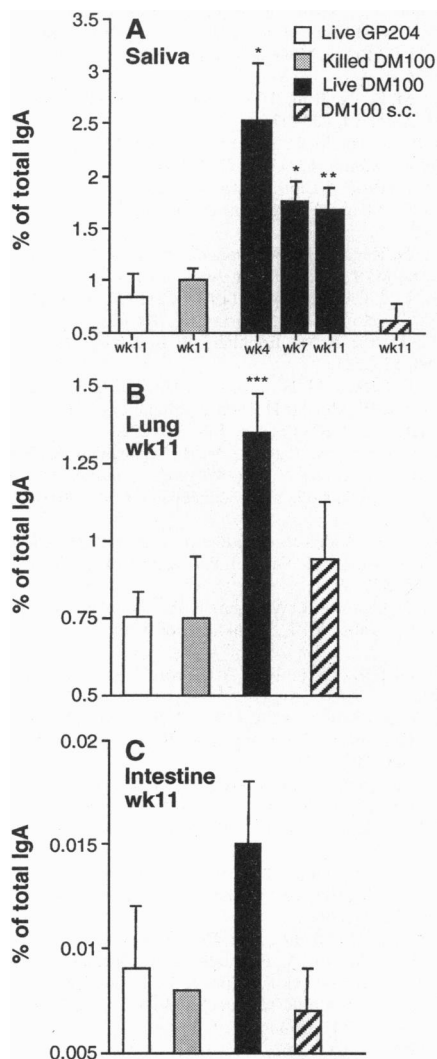 A
Saliva
Live GP204
Killed DM100
Live DM100
DM100 s.c.
% of total IgA
3.5
3
2.5
2
1.5
1
0.5
*
*
**
wk11
wk11
wk4
wk7
wk11
wk11
B
Lung
wk11
% of total IgA
1.5
1.25
1
0.75
0.5
***
C
Intestine
wk11
% of total IgA
0.02
0.015
0.01
0.005